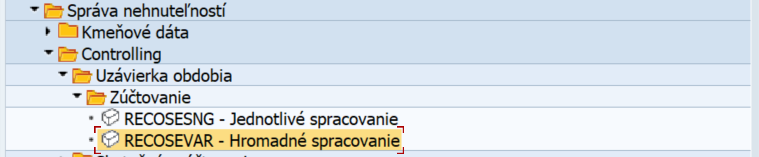 Správa nehnuteľností
Kmeňové dáta
Controlling
Uzávierka obdobia
Zúčtovanie
RECOSESNG - Jednotlivé spracovanie
RECOSEVAR - Hromadné spracovanie